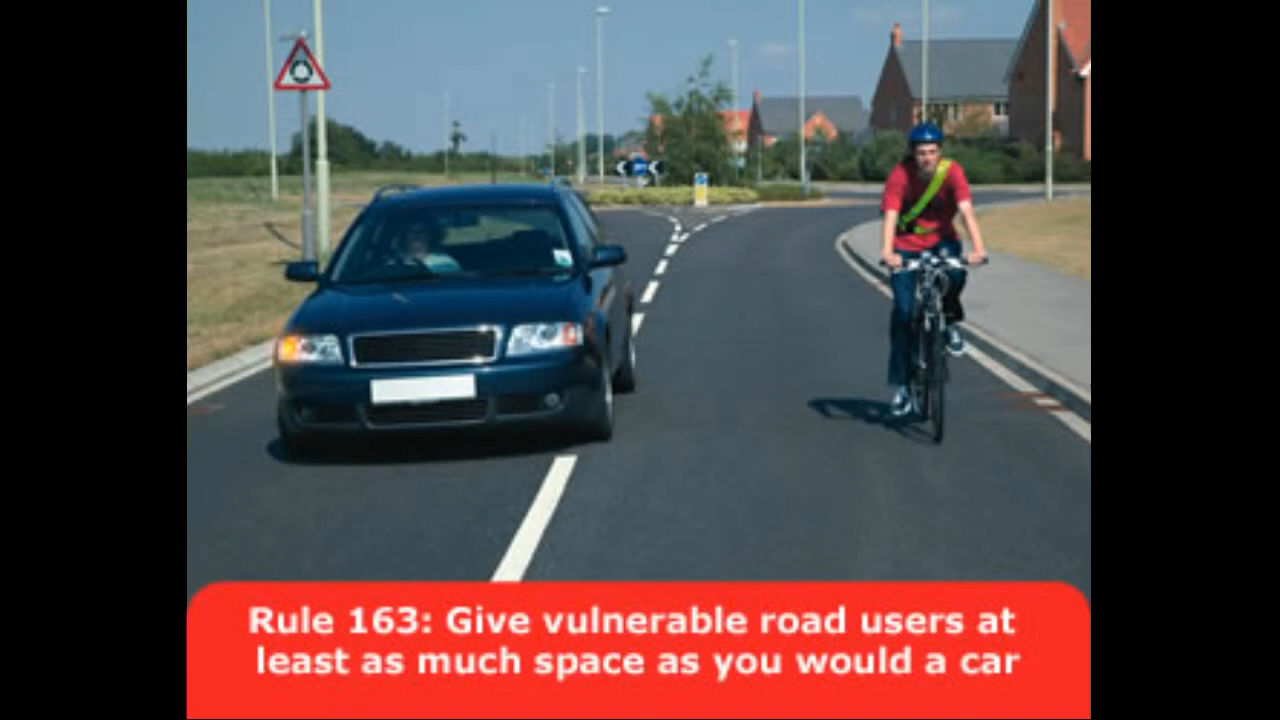 Rule 163: Give vulnerable road users at
least as much space as you would a car